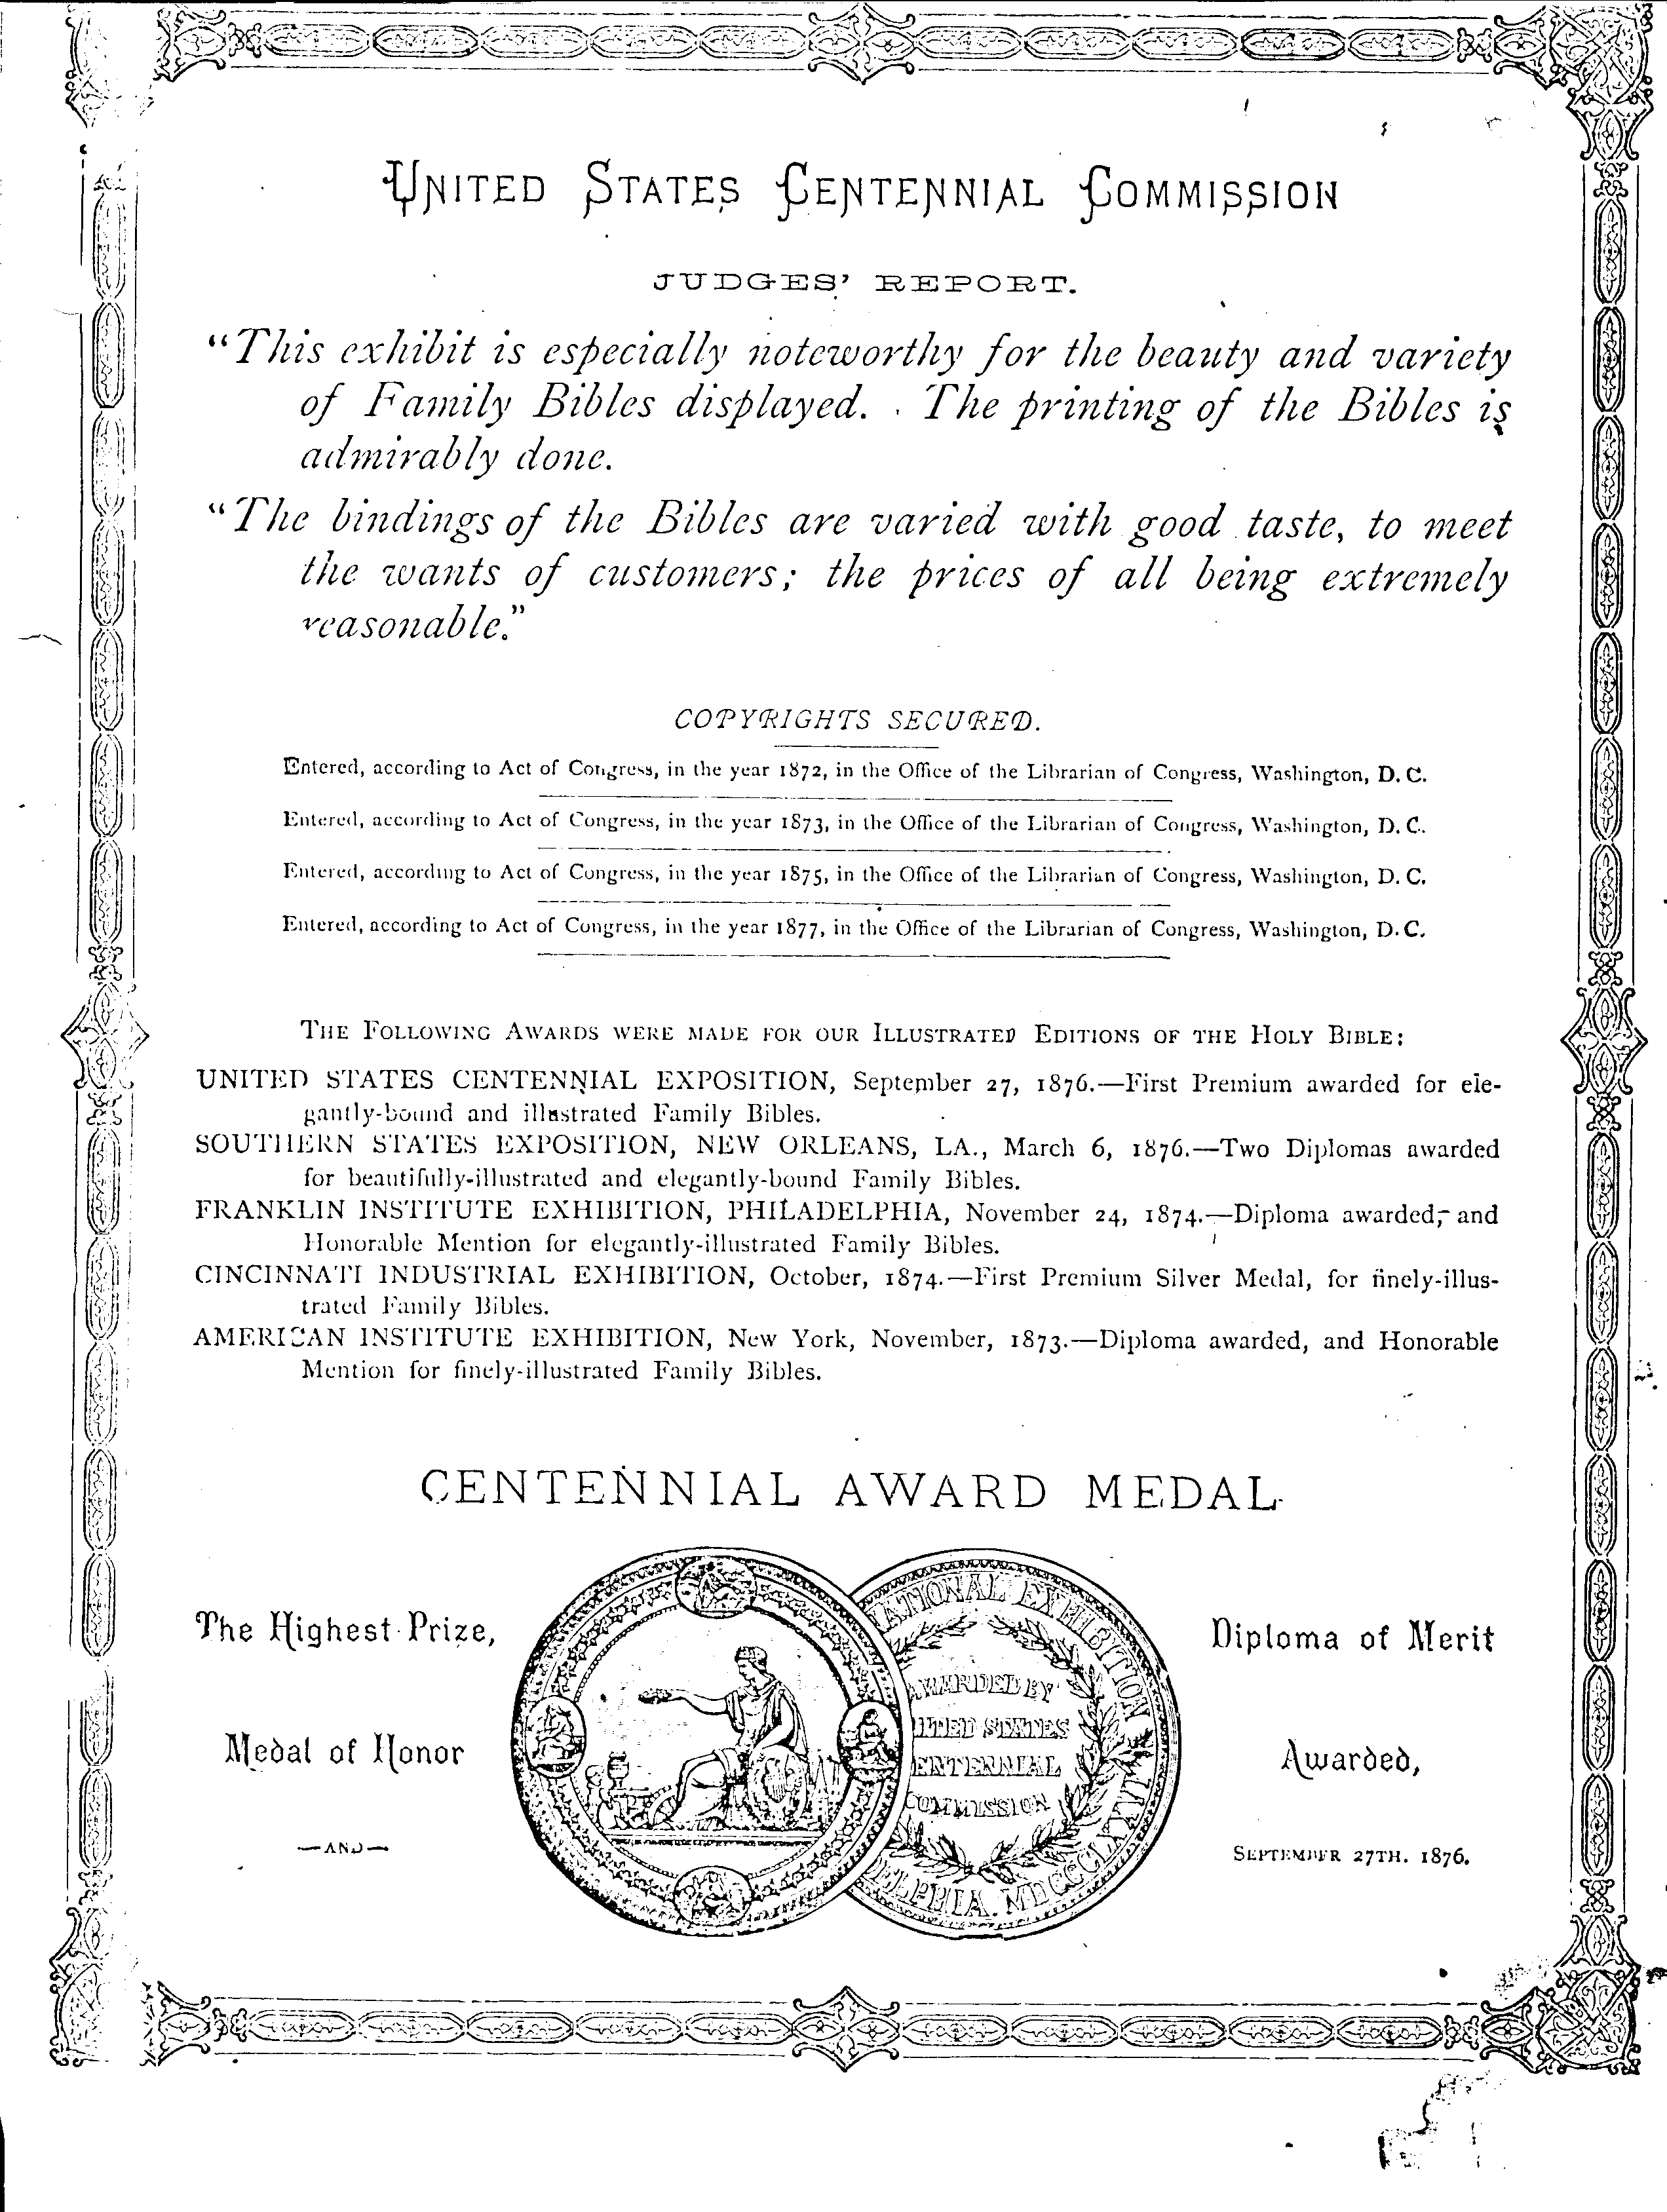 UNITED STATES CENTENNIAL COMMISSION
JUDGES' REPORT.
"This exhibit is especially noteworthy for the beauty and variety
of Family Bibles displayed. The printing of the Bibles is
admirably done.
"The bindings of the Bibles are varied with good taste, to meet
the wants of customers; the prices of all being extremely
reasonable."
COPYRIGHTS SECURED.
Entered, according to Act of Congress, in the year 1872, in the Office of the Librarian of Congress, Washington, D. C.
Entered, according to Act of Congress, in the year 1873, in the Office of the Librarian of Congress, Washington, D. C.
Entered, according to Act of Congress, in the year 1875, in the Office of the Librarian of Congress, Washington, D. C.
Entered, according to Act of Congress, in the year 1877, in the Office of the Librarian of Congress, Washington, D. C.
THE FOLLOWING AWARDS WERE MADE FOR OUR ILLUSTRATED EDITIONS OF THE HOLY BIBLE:
UNITED STATES CENTENNIAL EXPOSITION, September 27, 1876.—First Premium awarded for ele-
gantly-bound and illustrated Family Bibles.
SOUTHERN STATES EXPOSITION, NEW ORLEANS, LA., March 6, 1876.—Two Diplomas awarded
for beautifully-illustrated and elegantly-bound Family Bibles.
FRANKLIN INSTITUTE EXHIBITION, PHILADELPHIA, November 24, 1874.—Diploma awarded, and
Honorable Mention for elegantly-illustrated Family Bibles.
CINCINNATI INDUSTRIAL EXHIBITION, October, 1874.—First Premium Silver Medal, for finely-illus-
trated Family Bibles.
AMERICAN INSTITUTE EXHIBITION, New York, November, 1873.—Diploma awarded, and Honorable
Mention for finely-illustrated Family Bibles.
CENTENNIAL AWARD MEDAL
The Highest Prize,
Medal of Honor
—AND—
ATIONAL EXHIBITION
AWARDED BY
ITED STATES
ENTENNIAL
COMMISSION
ELPHIA. MDCCCLXXVI
Diploma of Merit
Awarded,
SEPTEMBER 27TH. 1876.